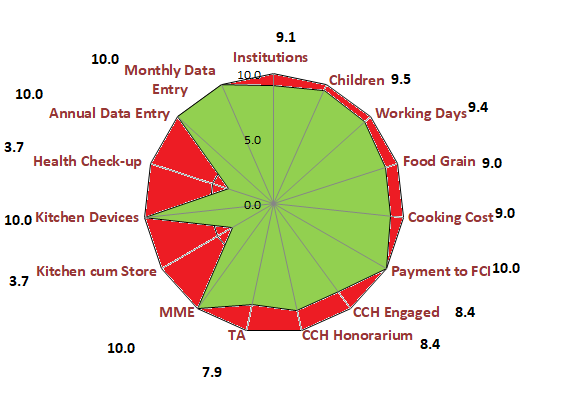 9.1
Institutions
10.0
Monthly Data
Entry
10.0
Children 9.5
10.0
Annual Data Entry
Working Days 9.4
5.0
3.7
Health Check-up
Food Grain 9.0
0.0
10.0
Kitchen Devices
Cooking Cost 9.0
Kitchen cum Store
3.7
Payment to FCI 10.0
MME
CCH Engaged 8.4
TA
CCH Honorarium
8.4
10.0
7.9